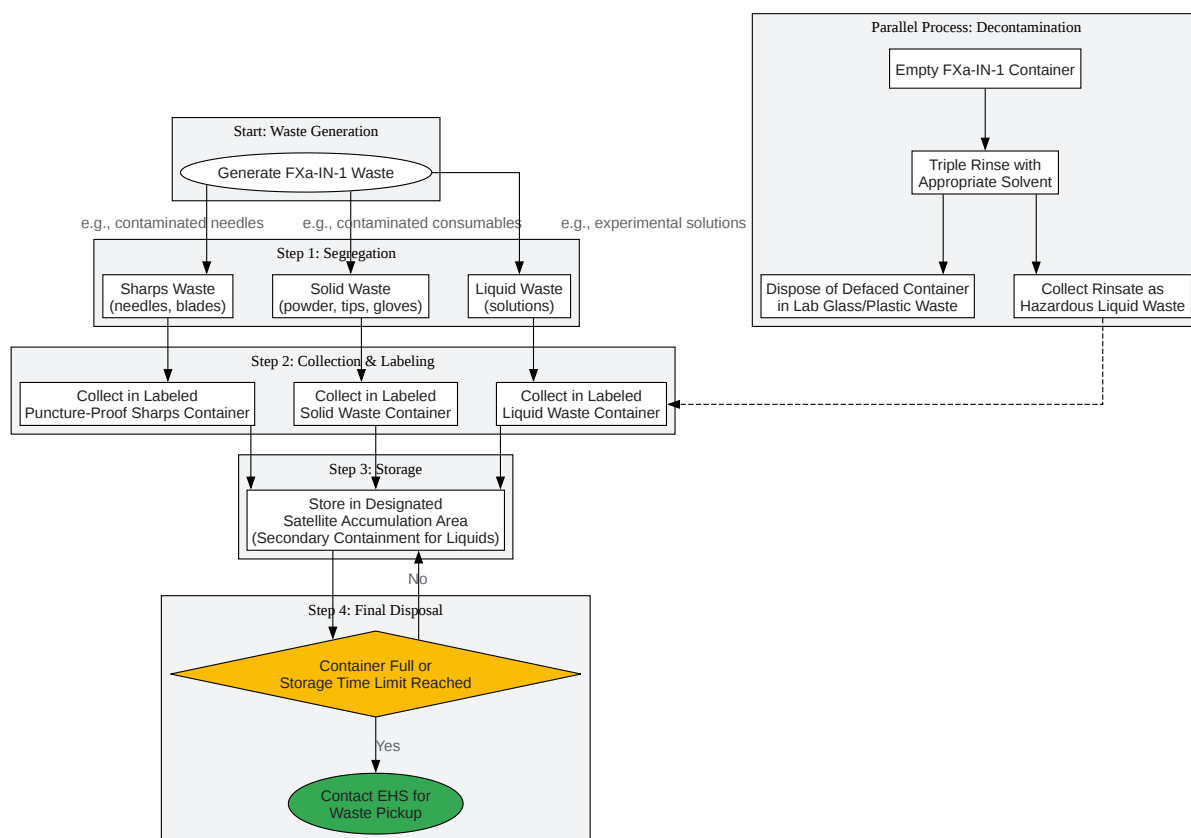 Parallel Process: Decontamination
Empty FXa-IN-1 Container
Start: Waste Generation
Generate FXa-IN-1 Waste
Triple Rinse with
Appropriate Solvent
e.g., contaminated needles
e.g., contaminated consumables
e.g., experimental solutions
Step 1: Segregation
Sharps Waste
(needles, blades)
Solid Waste
(powder, tips, gloves)
Liquid Waste
(solutions)
Dispose of Defaced Container
in Lab Glass/Plastic Waste
Collect Rinsate as
Hazardous Liquid Waste
Step 2: Collection & Labeling
Collect in Labeled
Puncture-Proof Sharps Container
Collect in Labeled
Solid Waste Container
Collect in Labeled
Liquid Waste Container
Step 3: Storage
Store in Designated
Satellite Accumulation Area
(Secondary Containment for Liquids)
No
Step 4: Final Disposal
Container Full or
Storage Time Limit Reached
Yes
Contact EHS for
Waste Pickup